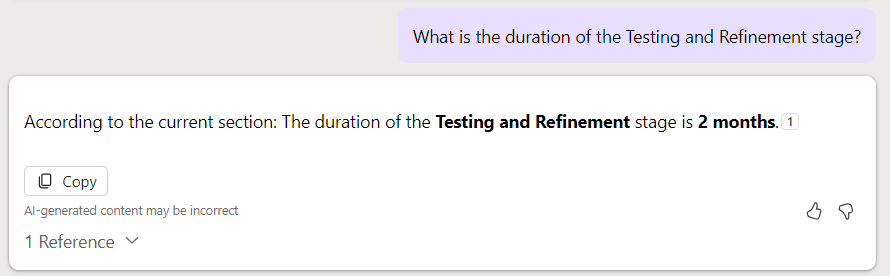 What is the duration of the Testing and Refinement stage?
According to the current section: The duration of the Testing and Refinement stage is 2 months. 1
Copy
AI-generated content may be incorrect
1 Reference